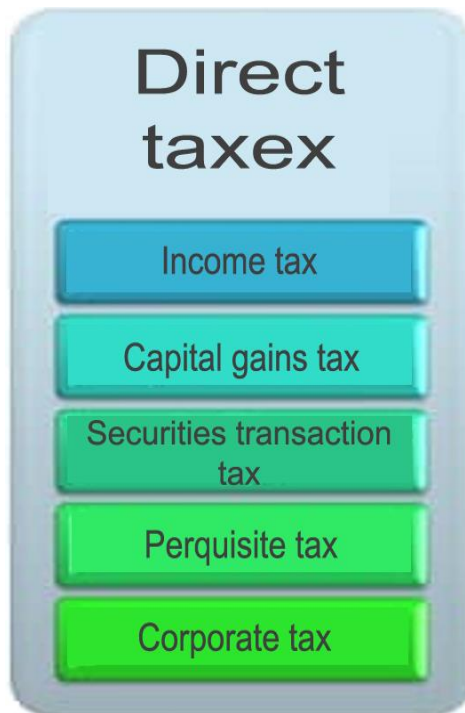 Direct
taxex
Income tax
Capital gains tax
Securities transaction
tax
Perquisite tax
Corporate tax